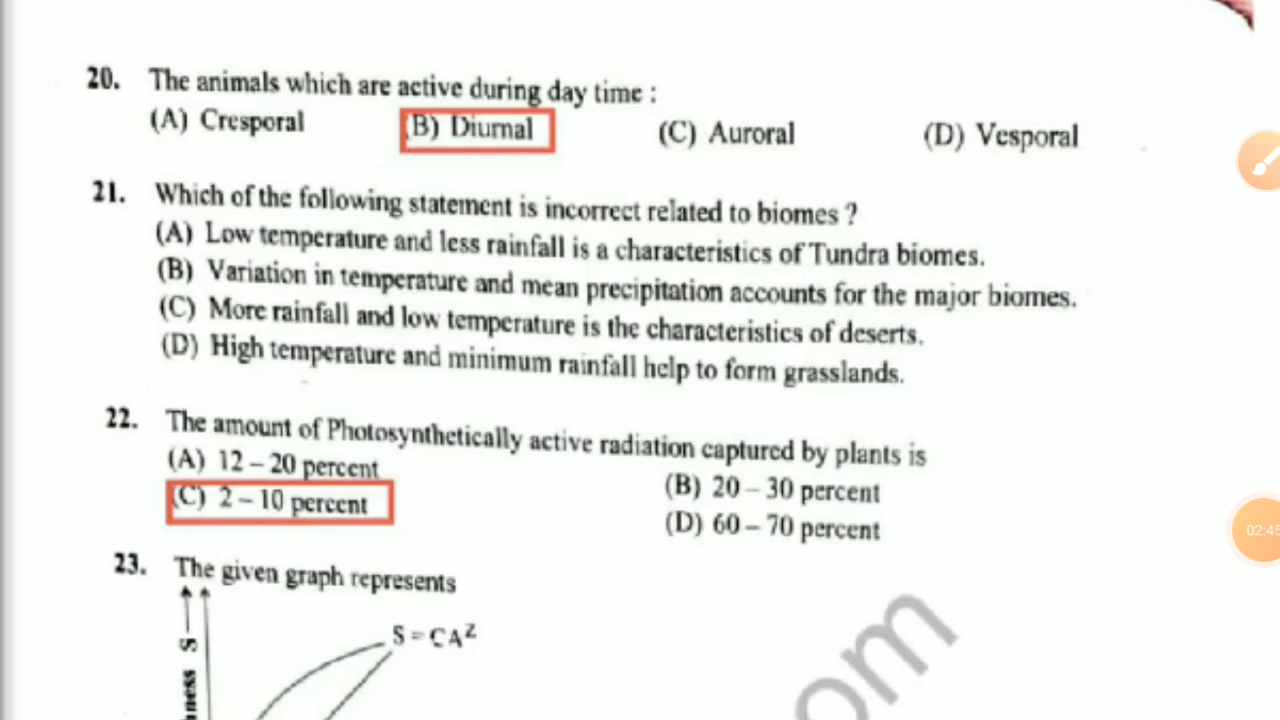 20. The animals which are active during day time :
(A) Cresporal (B) Diurnal (C) Auroral (D) Vesporal
21. Which of the following statement is incorrect related to biomes ?
(A) Low temperature and less rainfall is a characteristics of Tundra biomes.
(B) Variation in temperature and mean precipitation accounts for the major biomes.
(C) More rainfall and low temperature is the characteristics of deserts.
(D) High temperature and minimum rainfall help to form grasslands.
22. The amount of Photosynthetically active radiation captured by plants is
(A) 12 – 20 percent
(B) 20 – 30 percent
(C) 2 – 10 percent
(D) 60 – 70 percent
23. The given graph represents
S = CA^Z
S
om
02:45